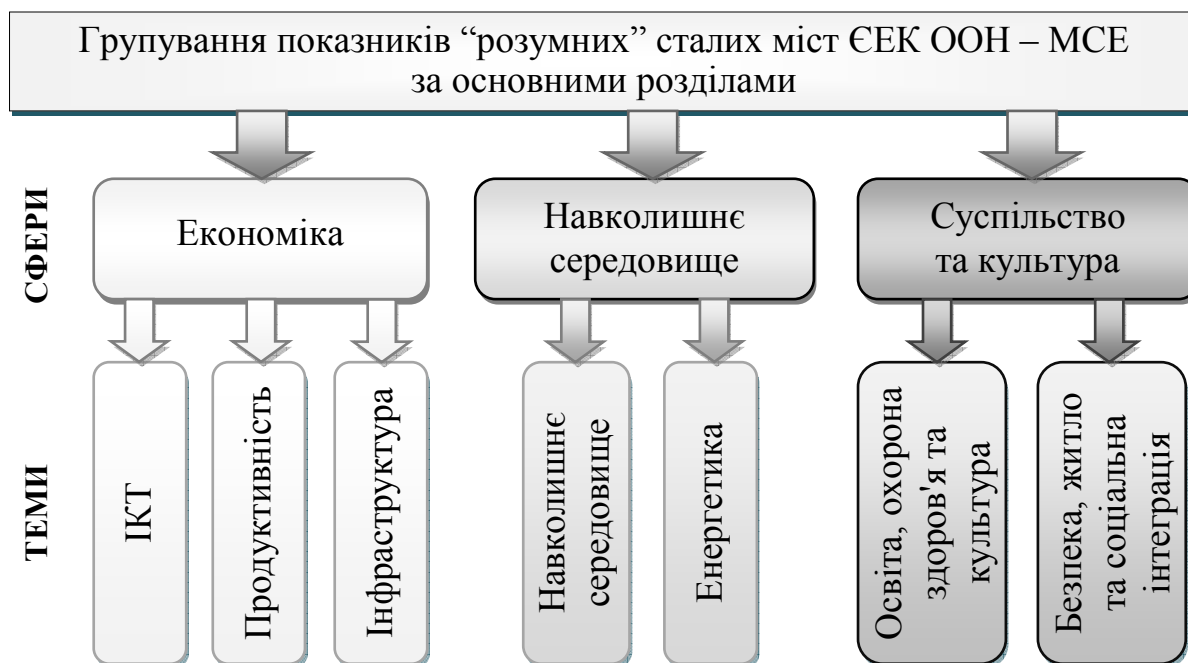 Групування показників “розумних” сталих міст ЄЕК ООН – МСЕ
за основними розділами
СФЕРИ
Економіка
Навколишнє
середовище
Суспільство
та культура
ТЕМИ
ІКТ
Продуктивність
Інфраструктура
Навколишнє
середовище
Енергетика
Освіта, охорона
здоров'я та
культура
Безпека, житло
та соціальна
інтеграція